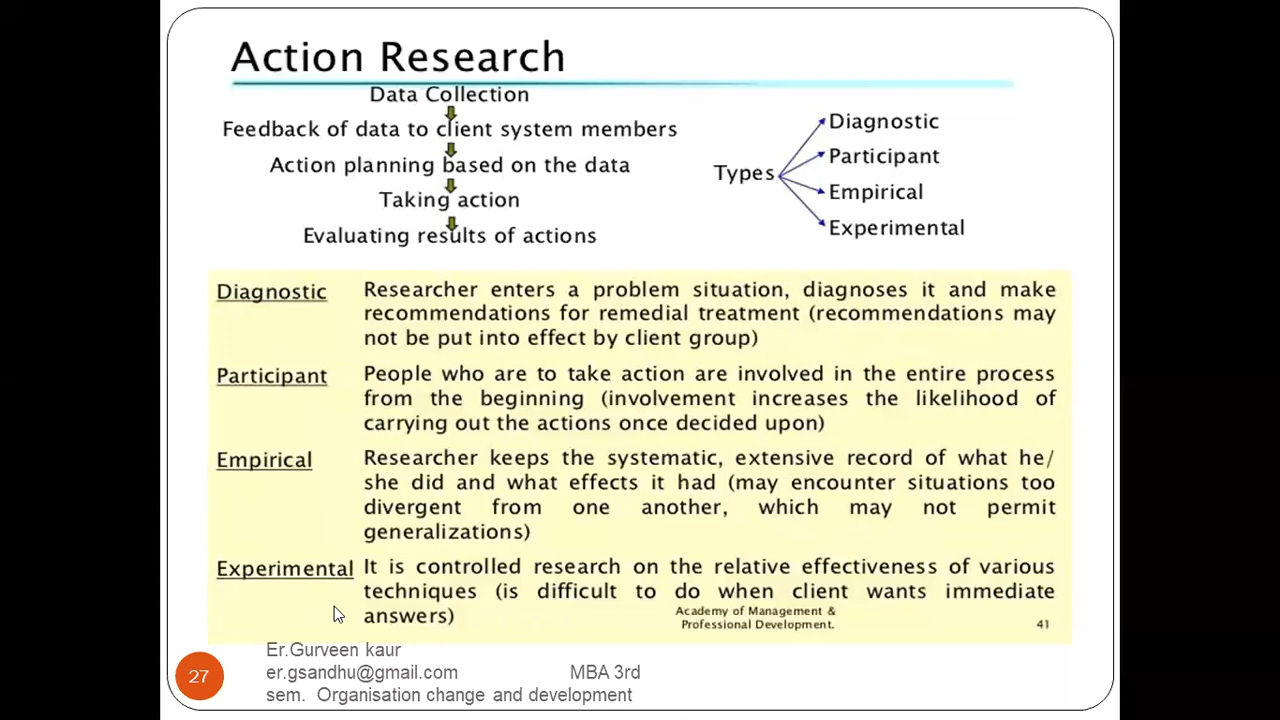 Action Research
Data Collection
Feedback of data to client system members
Action planning based on the data
Taking action
Evaluating results of actions
Types
Diagnostic
Participant
Empirical
Experimental
Diagnostic Researcher enters a problem situation, diagnoses it and make
recommendations for remedial treatment (recommendations may
not be put into effect by client group)
Participant People who are to take action are involved in the entire process
from the beginning (involvement increases the likelihood of
carrying out the actions once decided upon)
Empirical Researcher keeps the systematic, extensive record of what he/
she did and what effects it had (may encounter situations too
divergent from one another, which may not permit
generalizations)
Experimental It is controlled research on the relative effectiveness of various
techniques (is difficult to do when client wants immediate
answers)
Academy of Management &
Professional Development.
41
27
Er.Gurveen kaur
er.gsandhu@gmail.com MBA 3rd
sem. Organisation change and development